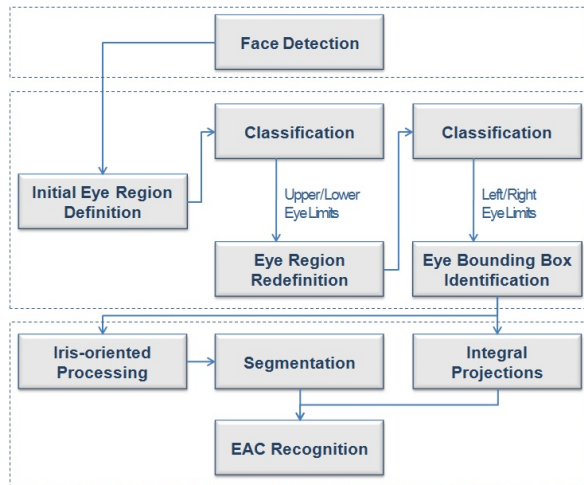 Face Detection
Classification
Classification
Initial Eye Region
Definition
Upper/Lower
Eye Limits
Left/Right
Eye Limits
Eye Region
Redefinition
Eye Bounding Box
Identification
Iris-oriented
Processing
Segmentation
Integral
Projections
EAC Recognition